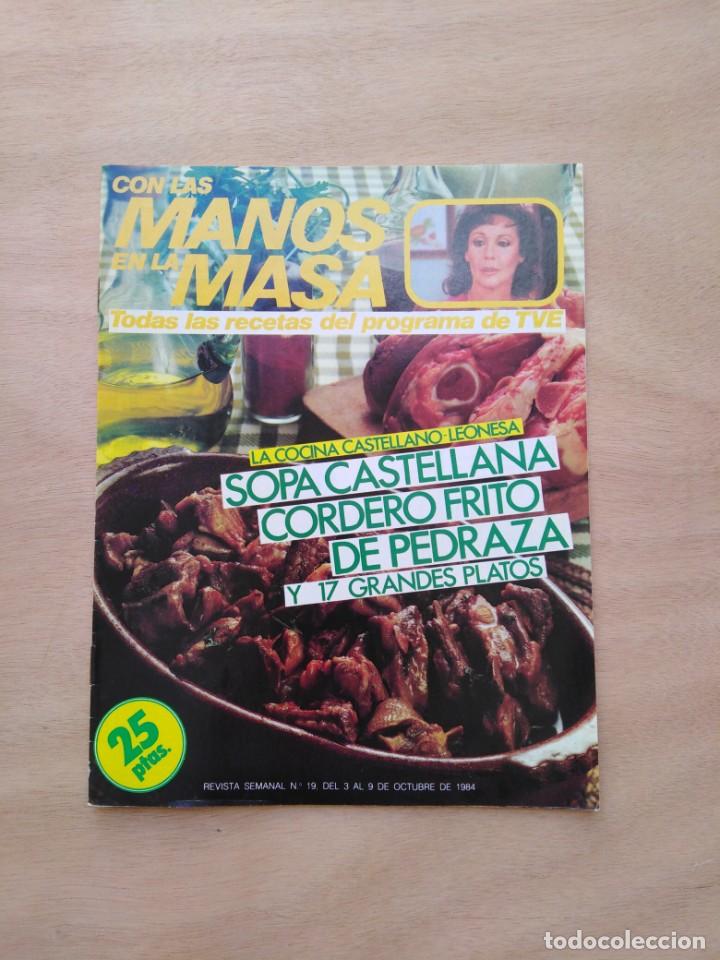 CON LAS
MANOS
EN LA
MASA
Todas las recetas del programa de TVE
LA COCINA CASTELLANO-LEONESA
SOPA CASTELLANA
CORDERO FRITO
DE PEDRAZA
Y 17 GRANDES PLATOS
25
ptas.
REVISTA SEMANAL N.º 19, DEL 3 AL 9 DE OCTUBRE DE 1984
todocoleccion